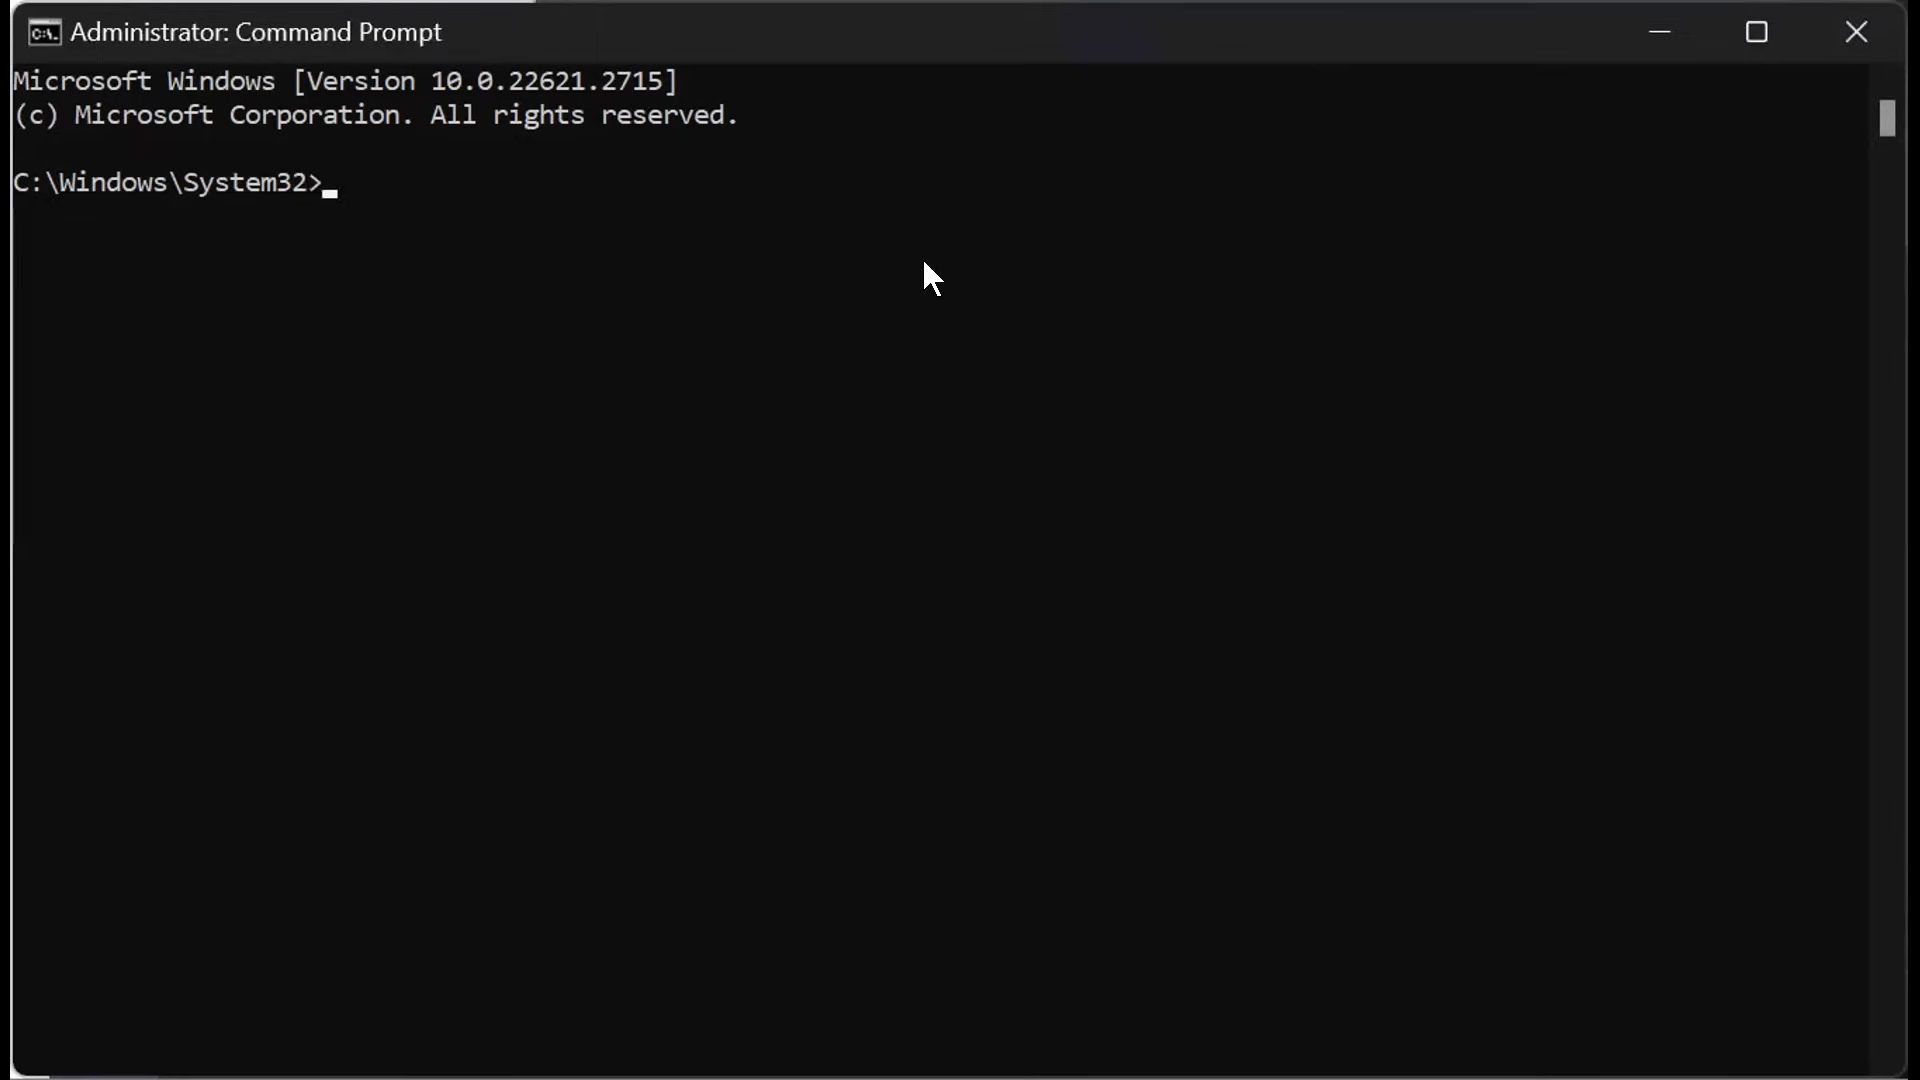 Administrator: Command Prompt
Microsoft Windows [Version 10.0.22621.2715]
(c) Microsoft Corporation. All rights reserved.
C:\Windows\System32>